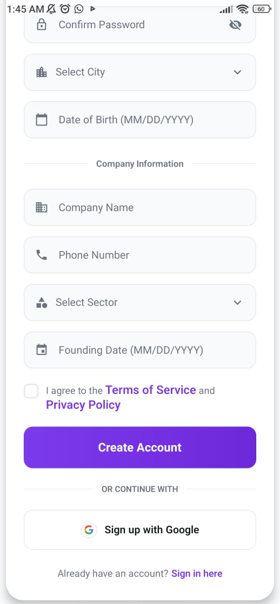 1:45 AM
60
Confirm Password
Select City
Date of Birth (MM/DD/YYYY)
Company Information
Company Name
Phone Number
Select Sector
Founding Date (MM/DD/YYYY)
I agree to the Terms of Service and
Privacy Policy
Create Account
OR CONTINUE WITH
G Sign up with Google
Already have an account? Sign in here